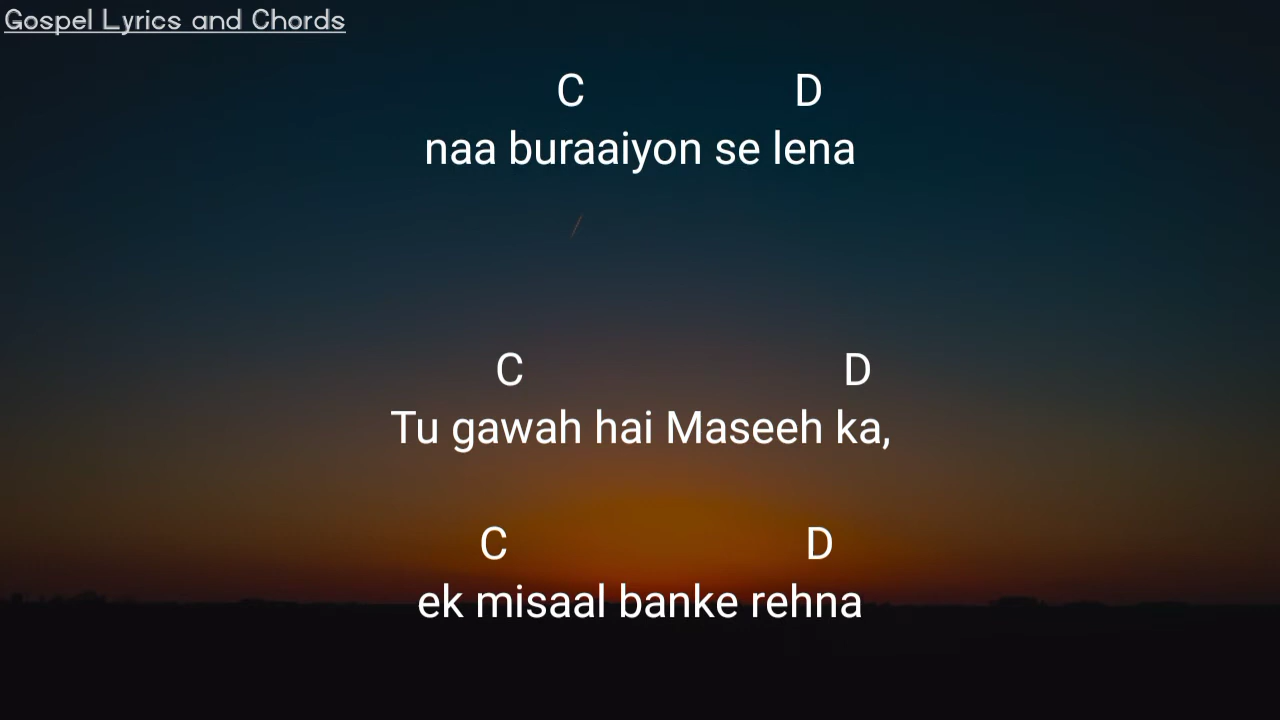 Gospel Lyrics and Chords
C D
naa buraaiyon se lena
C D
Tu gawah hai Maseeh ka,
C D
ek misaal banke rehna